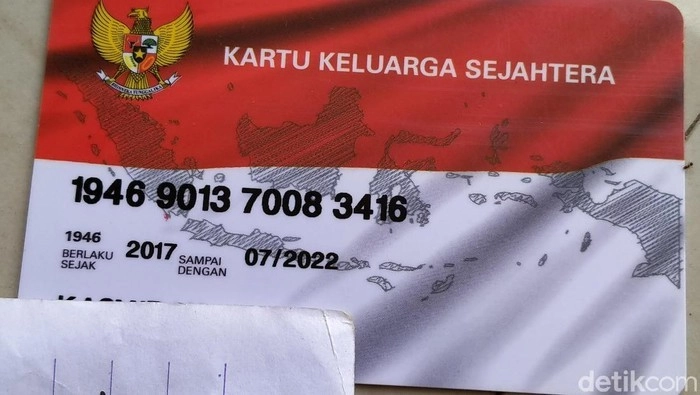 KARTU KELUARGA SEJAHTERA
1946 9013 7008 3416
1946
BERLAKU SEJAK 2017 SAMPAI DENGAN 07/2022
detikcom